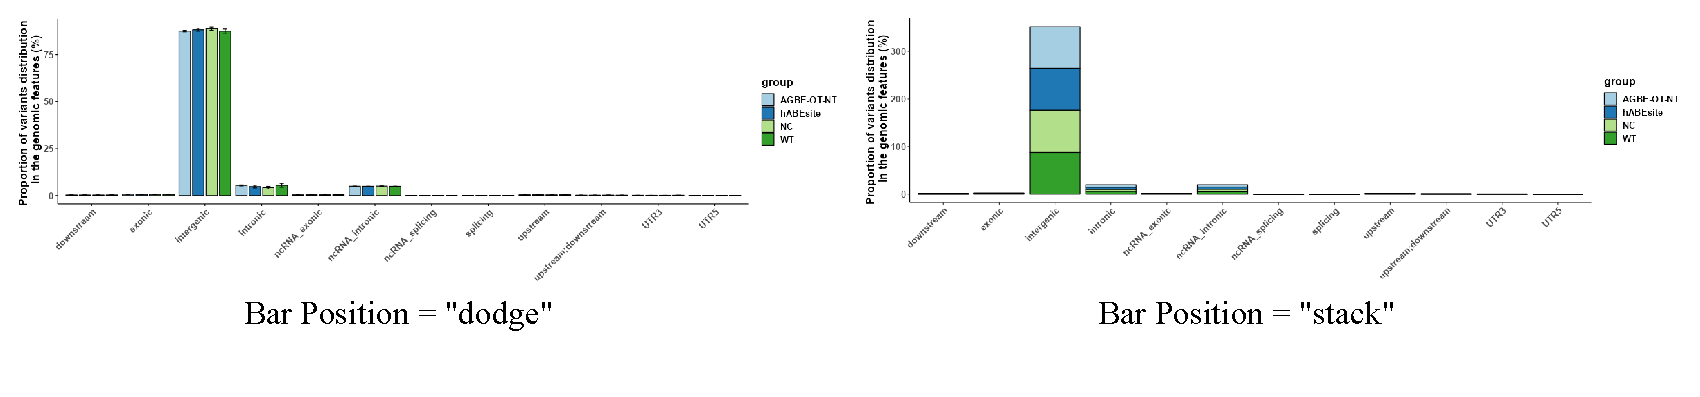 Proportion of variants distribution
In the genomic features (%)
75
50
25
0
downstream
exonic
intergenic
intronic
ncRNA_exonic
ncRNA_intronic
ncRNA_splicing
splicing
upstream
upstream;downstream
UTR3
UTR5
group
AGBE-OT-NT
hABEsite
NC
WT
Bar Position = "dodge"
Proportion of variants distribution
In the genomic features (%)
300
200
100
0
downstream
exonic
intergenic
intronic
ncRNA_exonic
ncRNA_intronic
ncRNA_splicing
splicing
upstream
upstream;downstream
UTR3
UTR5
group
AGBE-OT-NT
hABEsite
NC
WT
Bar Position = "stack"